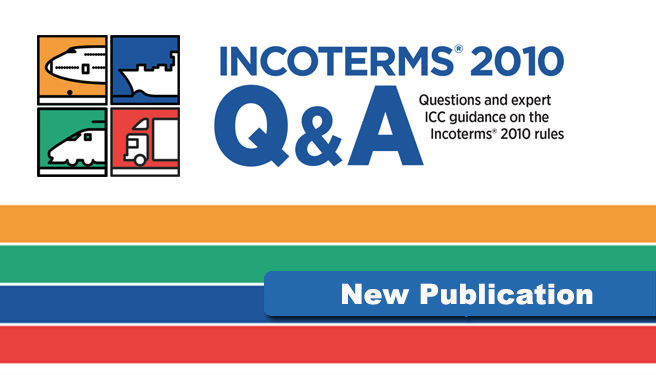 INCOTERMS® 2010
Q&A
Questions and expert
ICC guidance on the
Incoterms® 2010 rules
New Publication